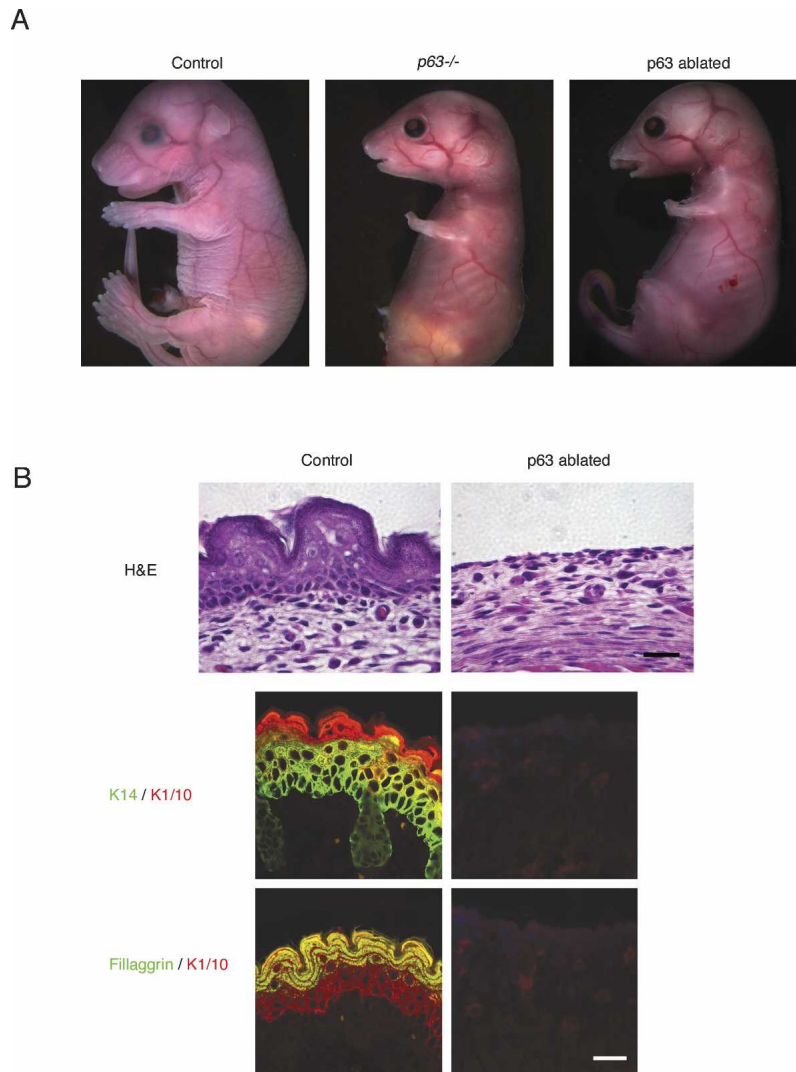 A
Control p63-/- p63 ablated
B
Control p63 ablated
H&E
K14 / K1/10
Fillaggrin / K1/10